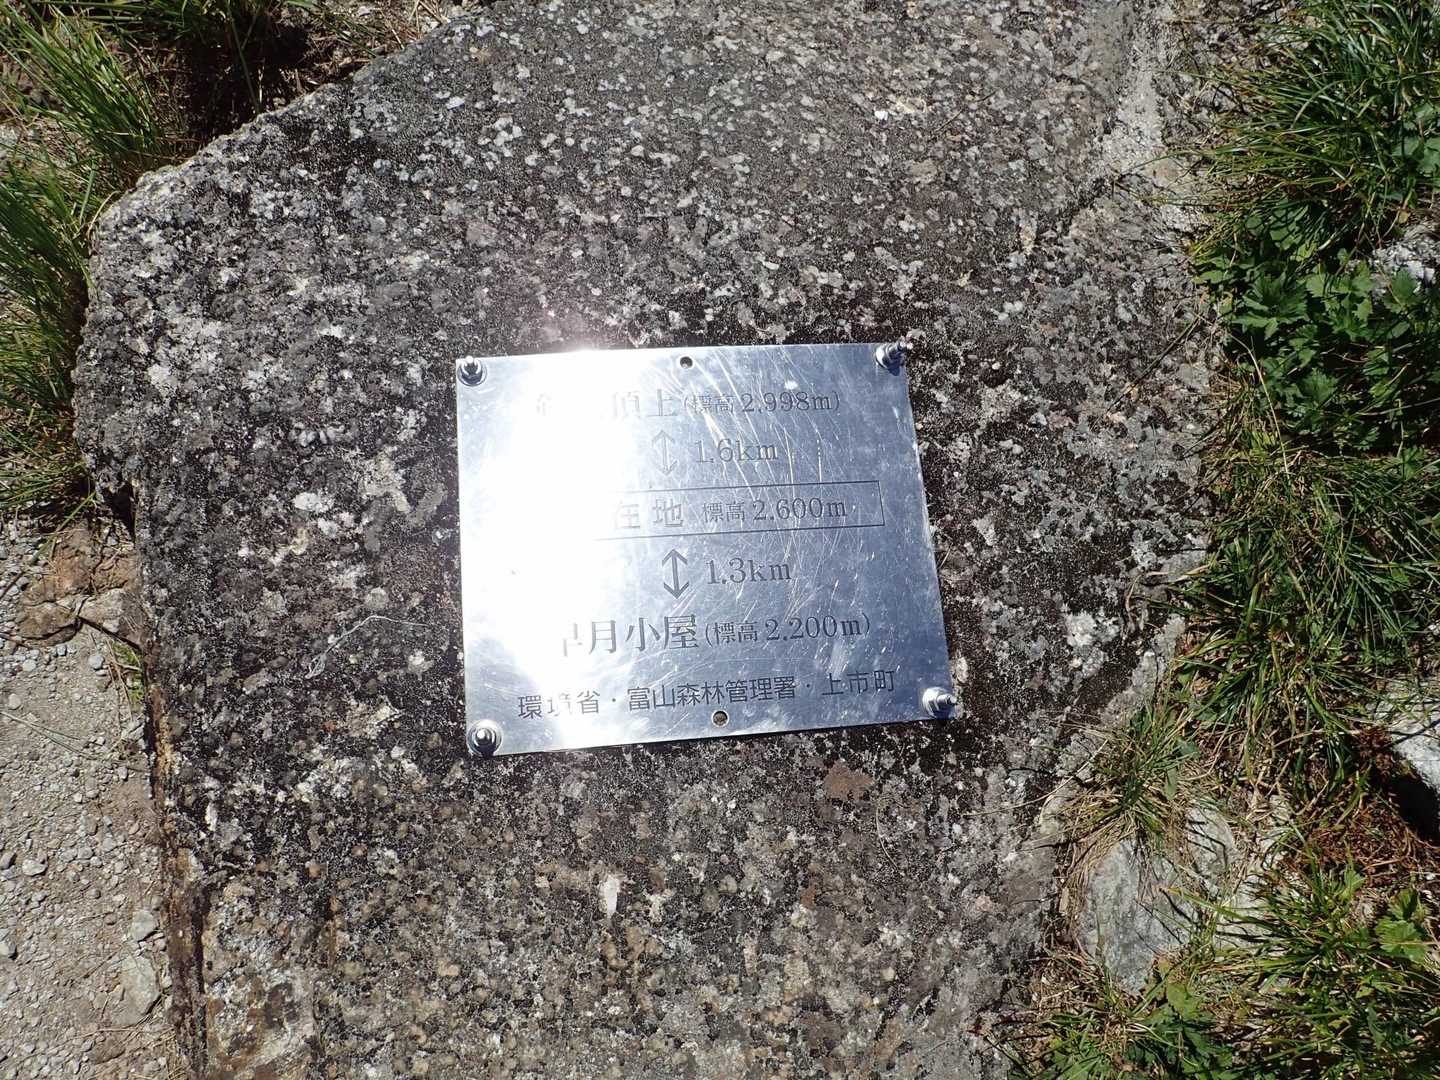 頂上(標高2,998m)
↕ 1.6km
在地 標高2,600m
↕ 1.3km
早月小屋(標高2,200m)
環境省・富山森林管理署・上市町